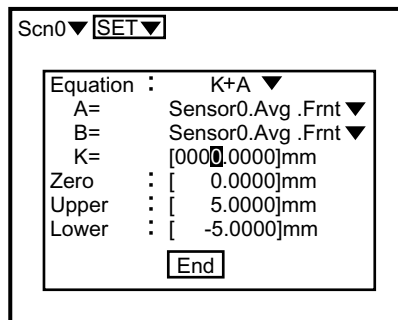 Scn0▼ SET▼
Equation : K+A ▼
A= Sensor0.Avg .Frnt ▼
B= Sensor0.Avg .Frnt ▼
K= [0000.0000]mm
Zero : [ 0.0000]mm
Upper : [ 5.0000]mm
Lower : [ -5.0000]mm
End